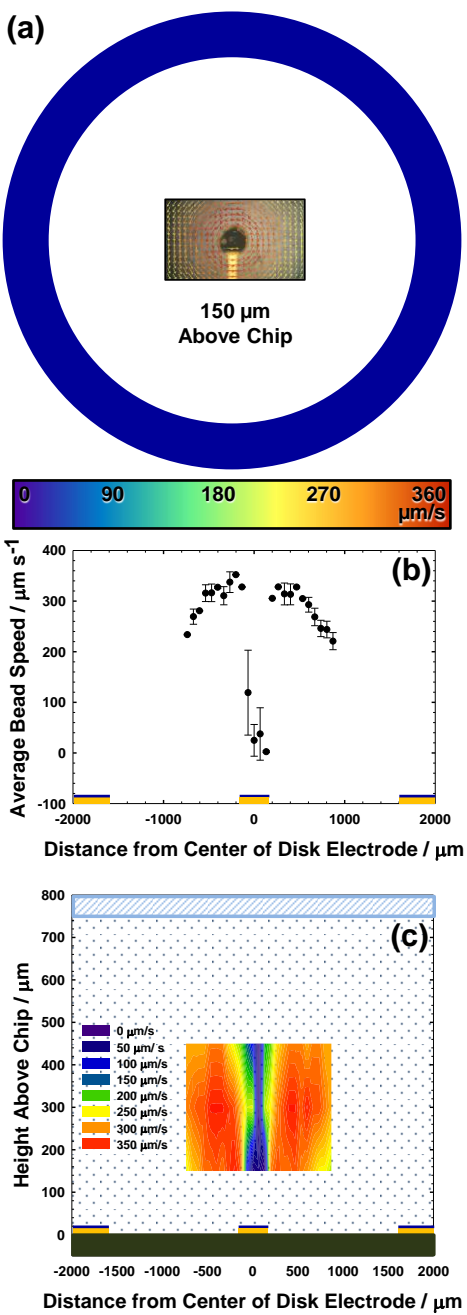 (a)
150 µm
Above Chip
0 90 180 270 360
µm/s
(b)
Average Bead Speed / µm s-1
400
300
200
100
0
-100
-2000 -1000 0 1000 2000
Distance from Center of Disk Electrode / µm
(c)
Height Above Chip / µm
800
700
600
500
400
300
200
100
0
0 µm/s
50 µm/ s
100 µm/s
150 µm/s
200 µm/s
250 µm/s
300 µm/s
350 µm/s
-2000 -1500 -1000 -500 0 500 1000 1500 2000
Distance from Center of Disk Electrode / µm